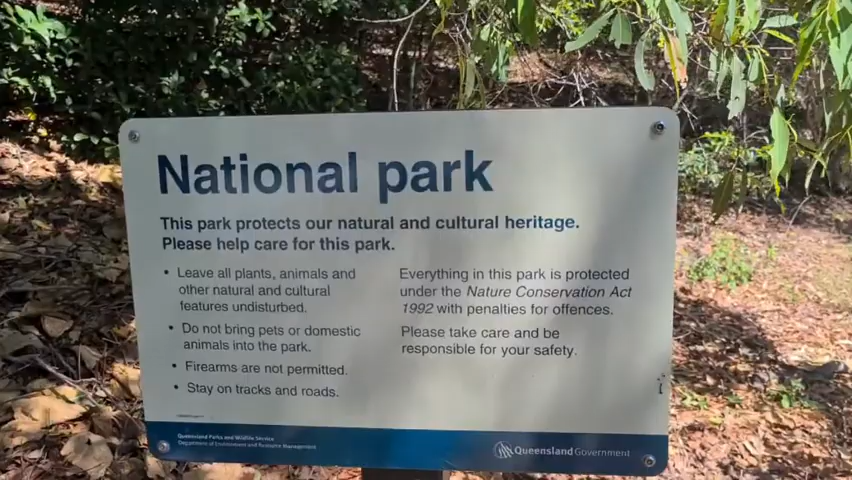 National park
This park protects our natural and cultural heritage.
Please help care for this park.
• Leave all plants, animals and
other natural and cultural
features undisturbed.
• Do not bring pets or domestic
animals into the park.
• Firearms are not permitted.
• Stay on tracks and roads.
Everything in this park is protected
under the Nature Conservation Act
1992 with penalties for offences.
Please take care and be
responsible for your safety.
Queensland Parks and Wildlife Service
Department of Environment and Resource Management
Queensland Government